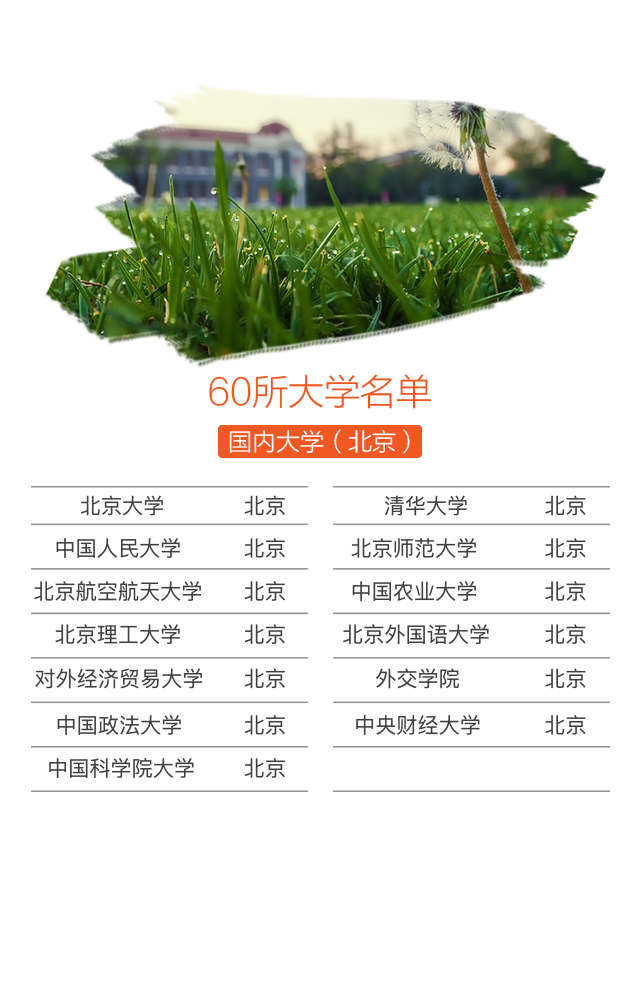 60所大学名单
国内大学（北京）
北京大学 北京 清华大学 北京
中国人民大学 北京 北京师范大学 北京
北京航空航天大学 北京 中国农业大学 北京
北京理工大学 北京 北京外国语大学 北京
对外经济贸易大学 北京 外交学院 北京
中国政法大学 北京 中央财经大学 北京
中国科学院大学 北京